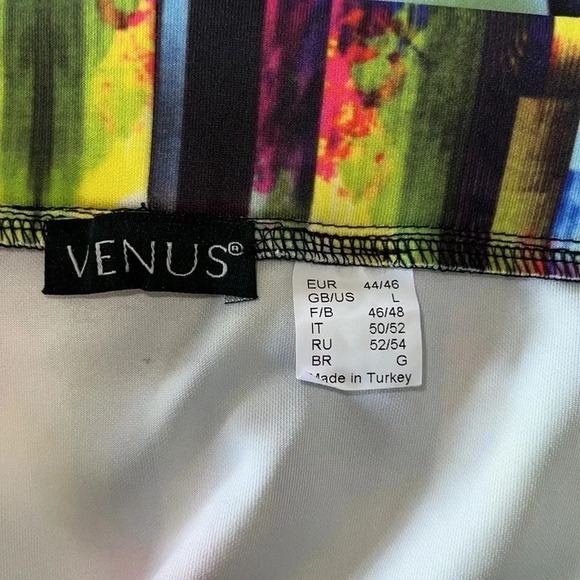 VENUS®
EUR 44/46
GB/US L
F/B 46/48
IT 50/52
RU 52/54
BR G
Made in Turkey